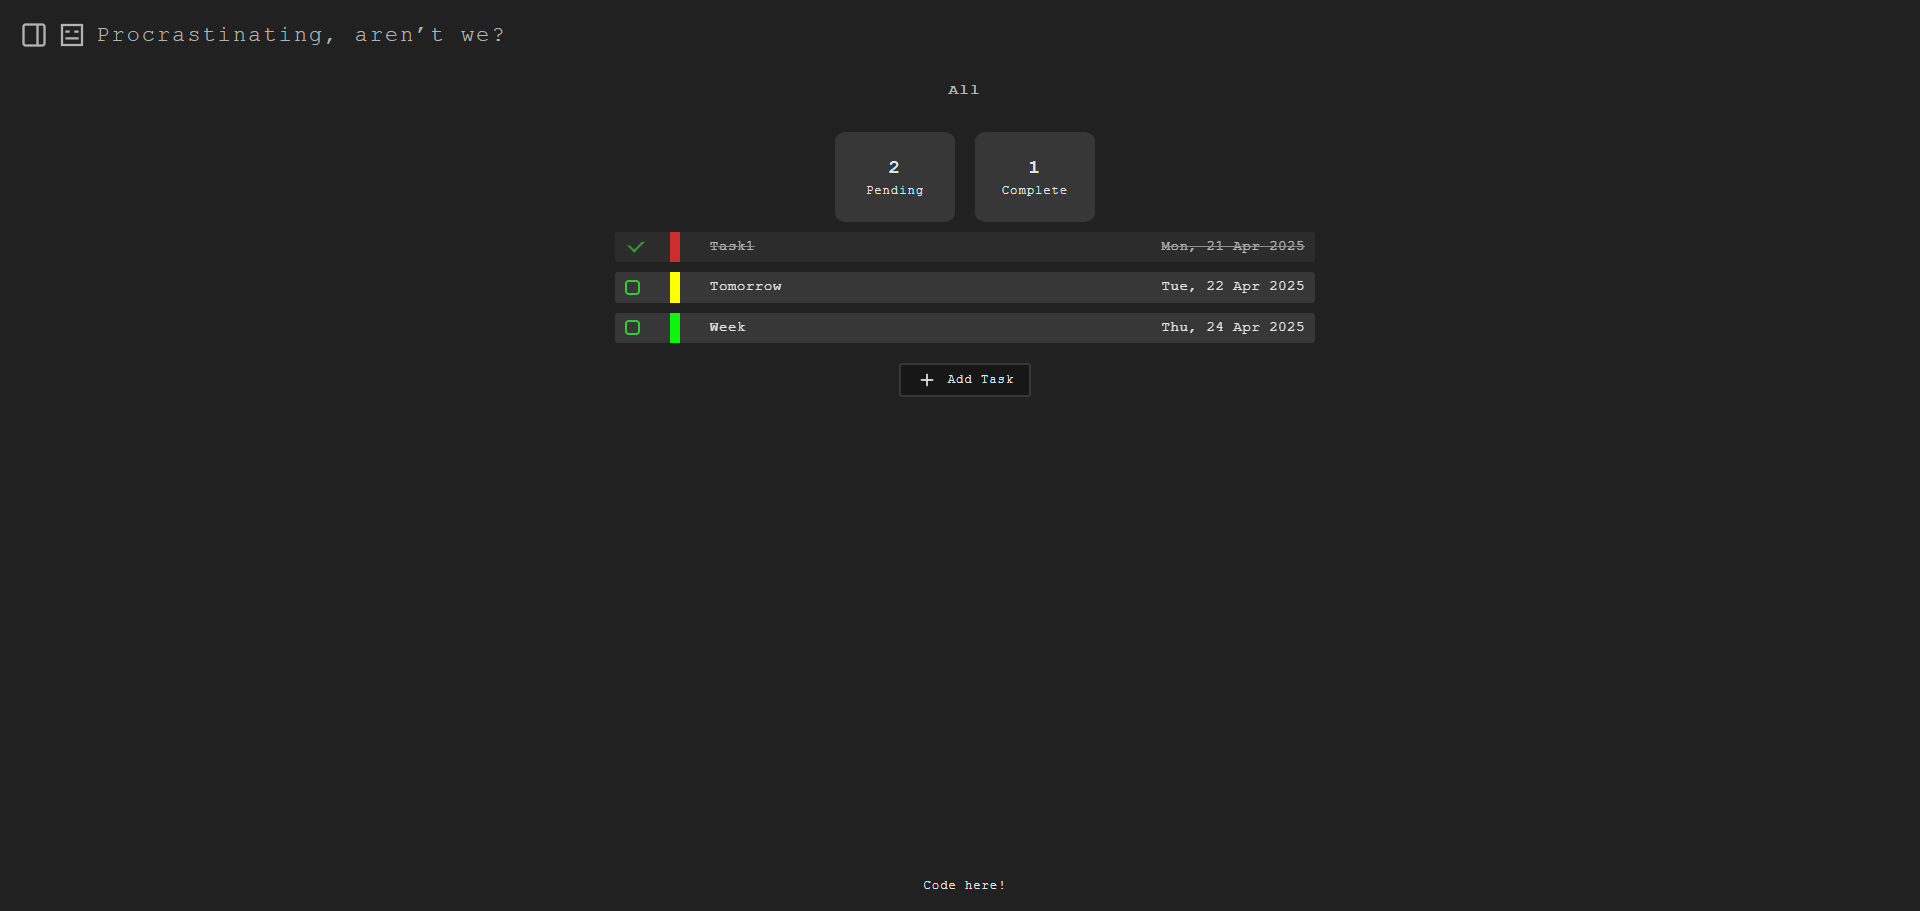 Procrastinating, aren’t we?
All
2
Pending
1
Complete
Task1 Mon, 21 Apr 2025
Tomorrow Tue, 22 Apr 2025
Week Thu, 24 Apr 2025
Add Task
Code here!